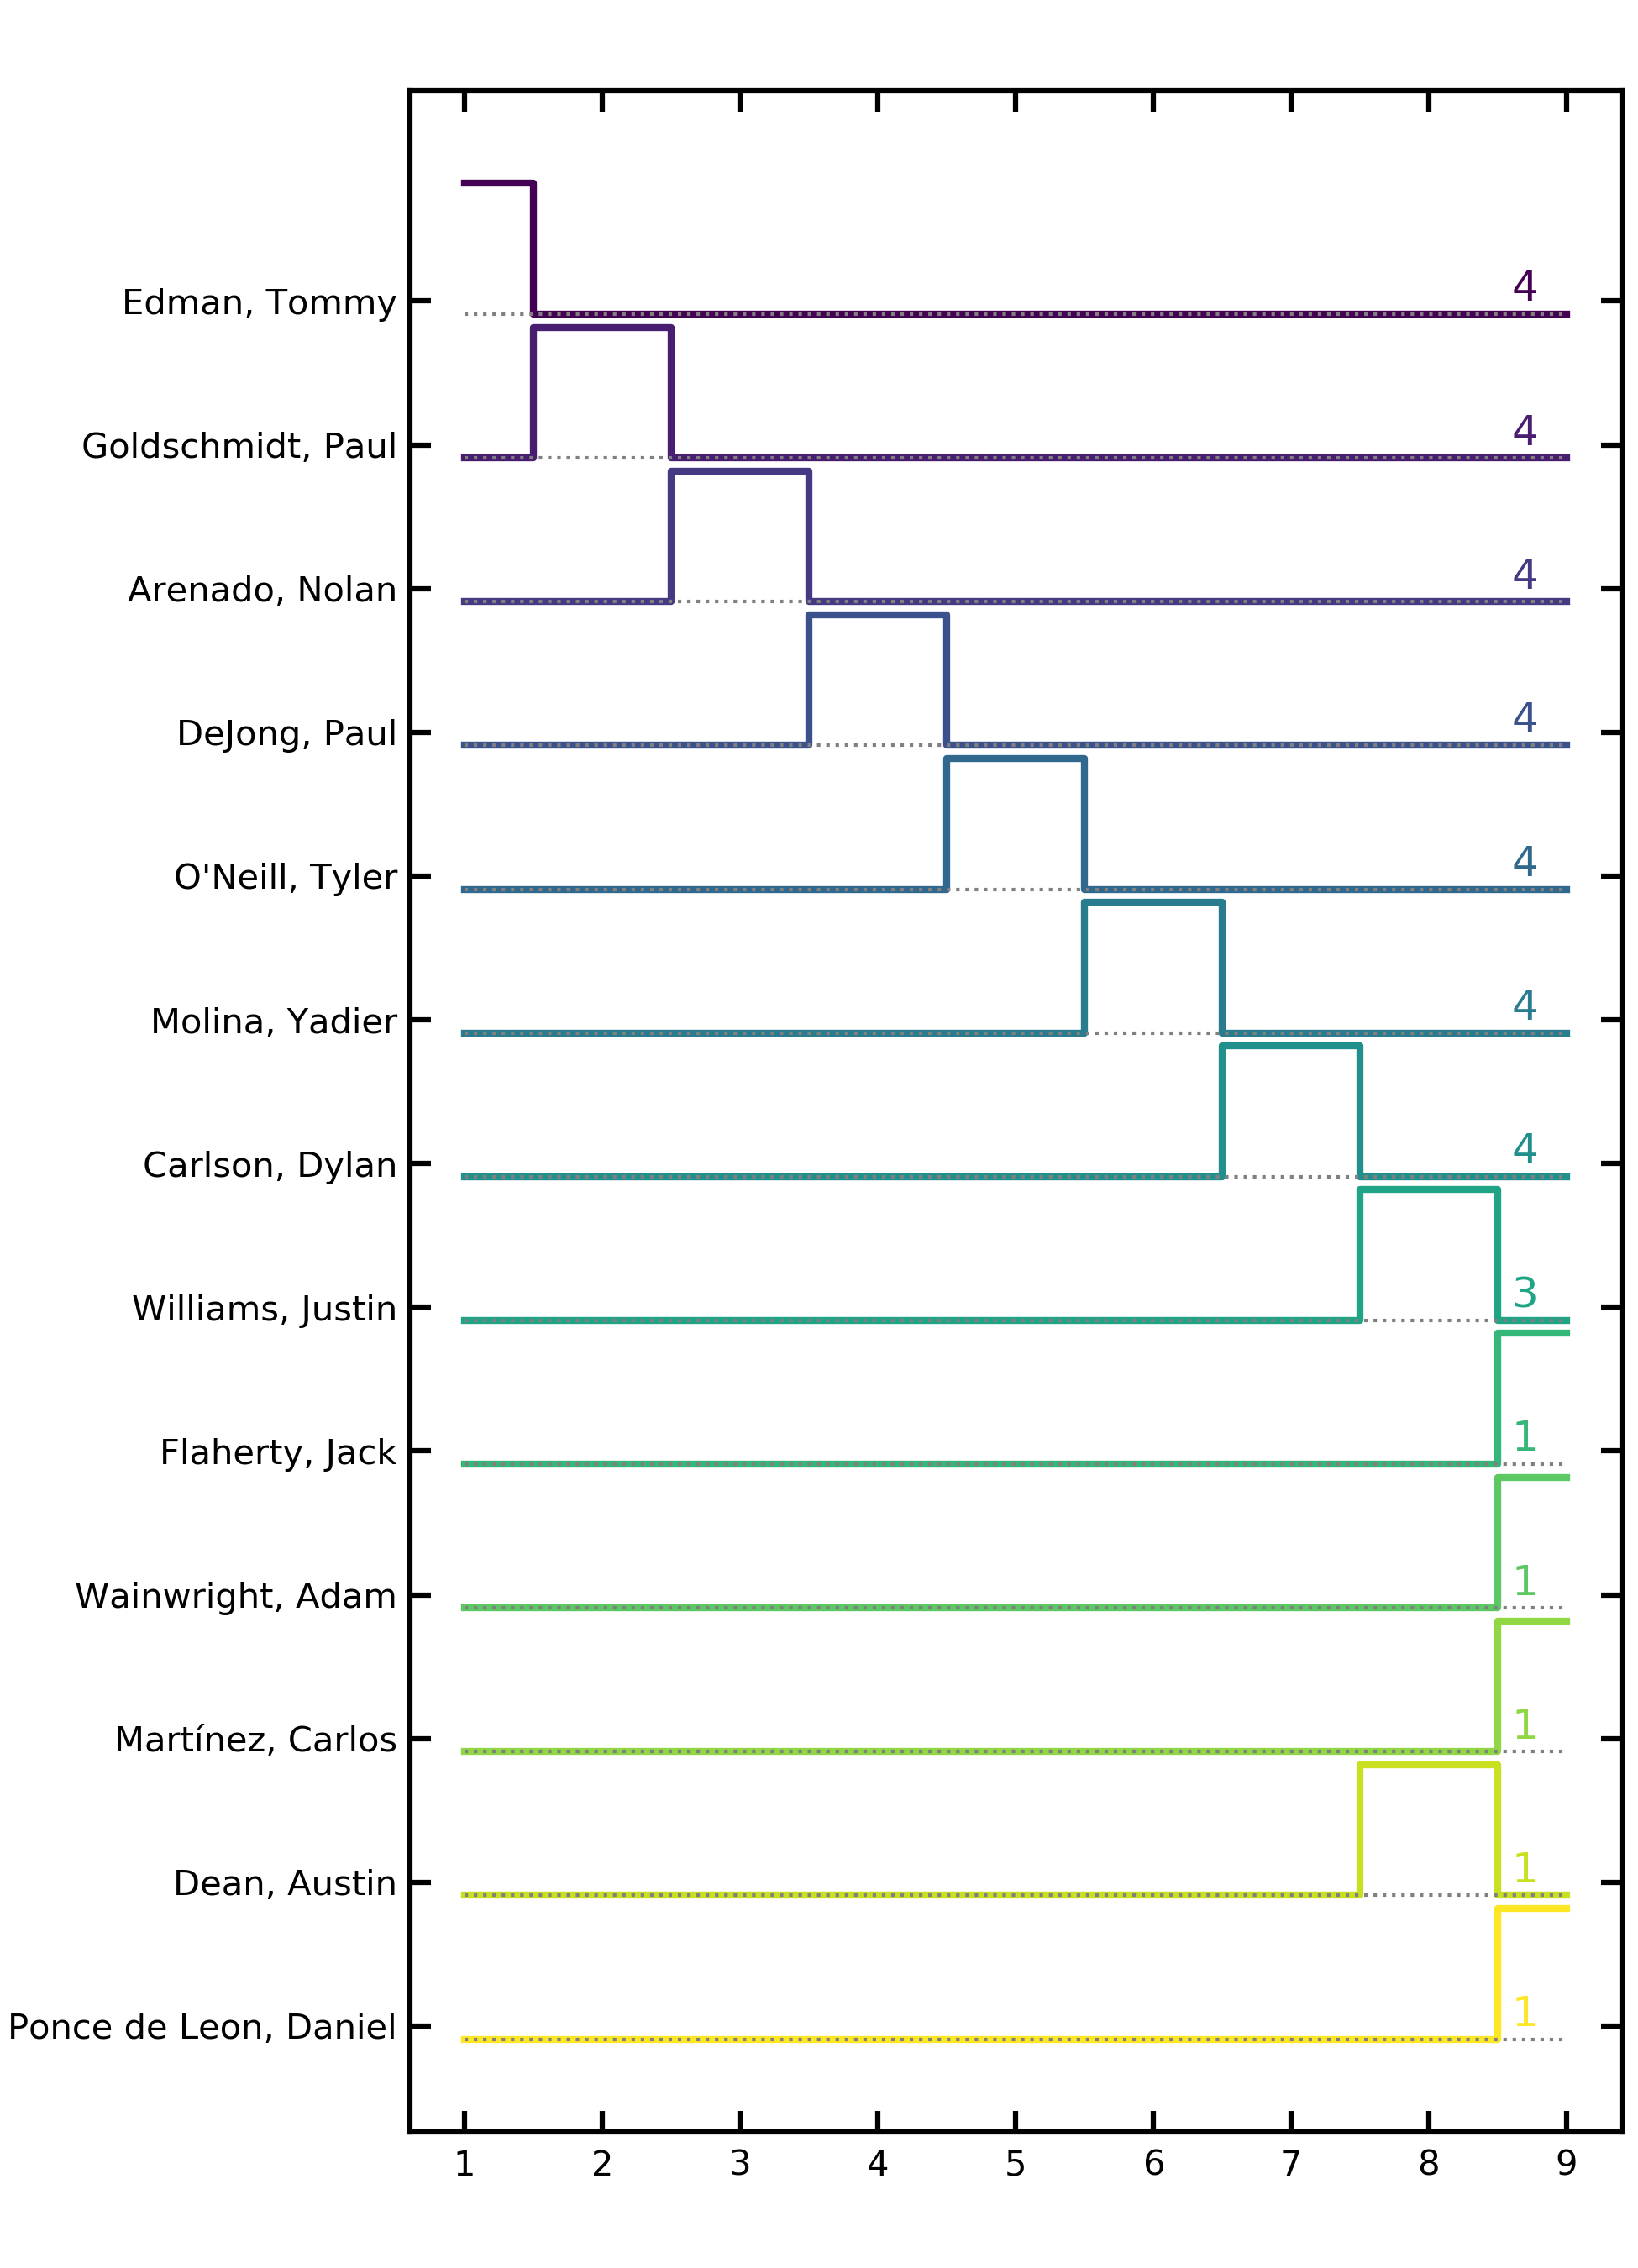 Edman, Tommy 4
Goldschmidt, Paul 4
Arenado, Nolan 4
DeJong, Paul 4
O'Neill, Tyler 4
Molina, Yadier 4
Carlson, Dylan 4
Williams, Justin 3
Flaherty, Jack 1
Wainwright, Adam 1
Martínez, Carlos 1
Dean, Austin 1
Ponce de Leon, Daniel 1
1 2 3 4 5 6 7 8 9